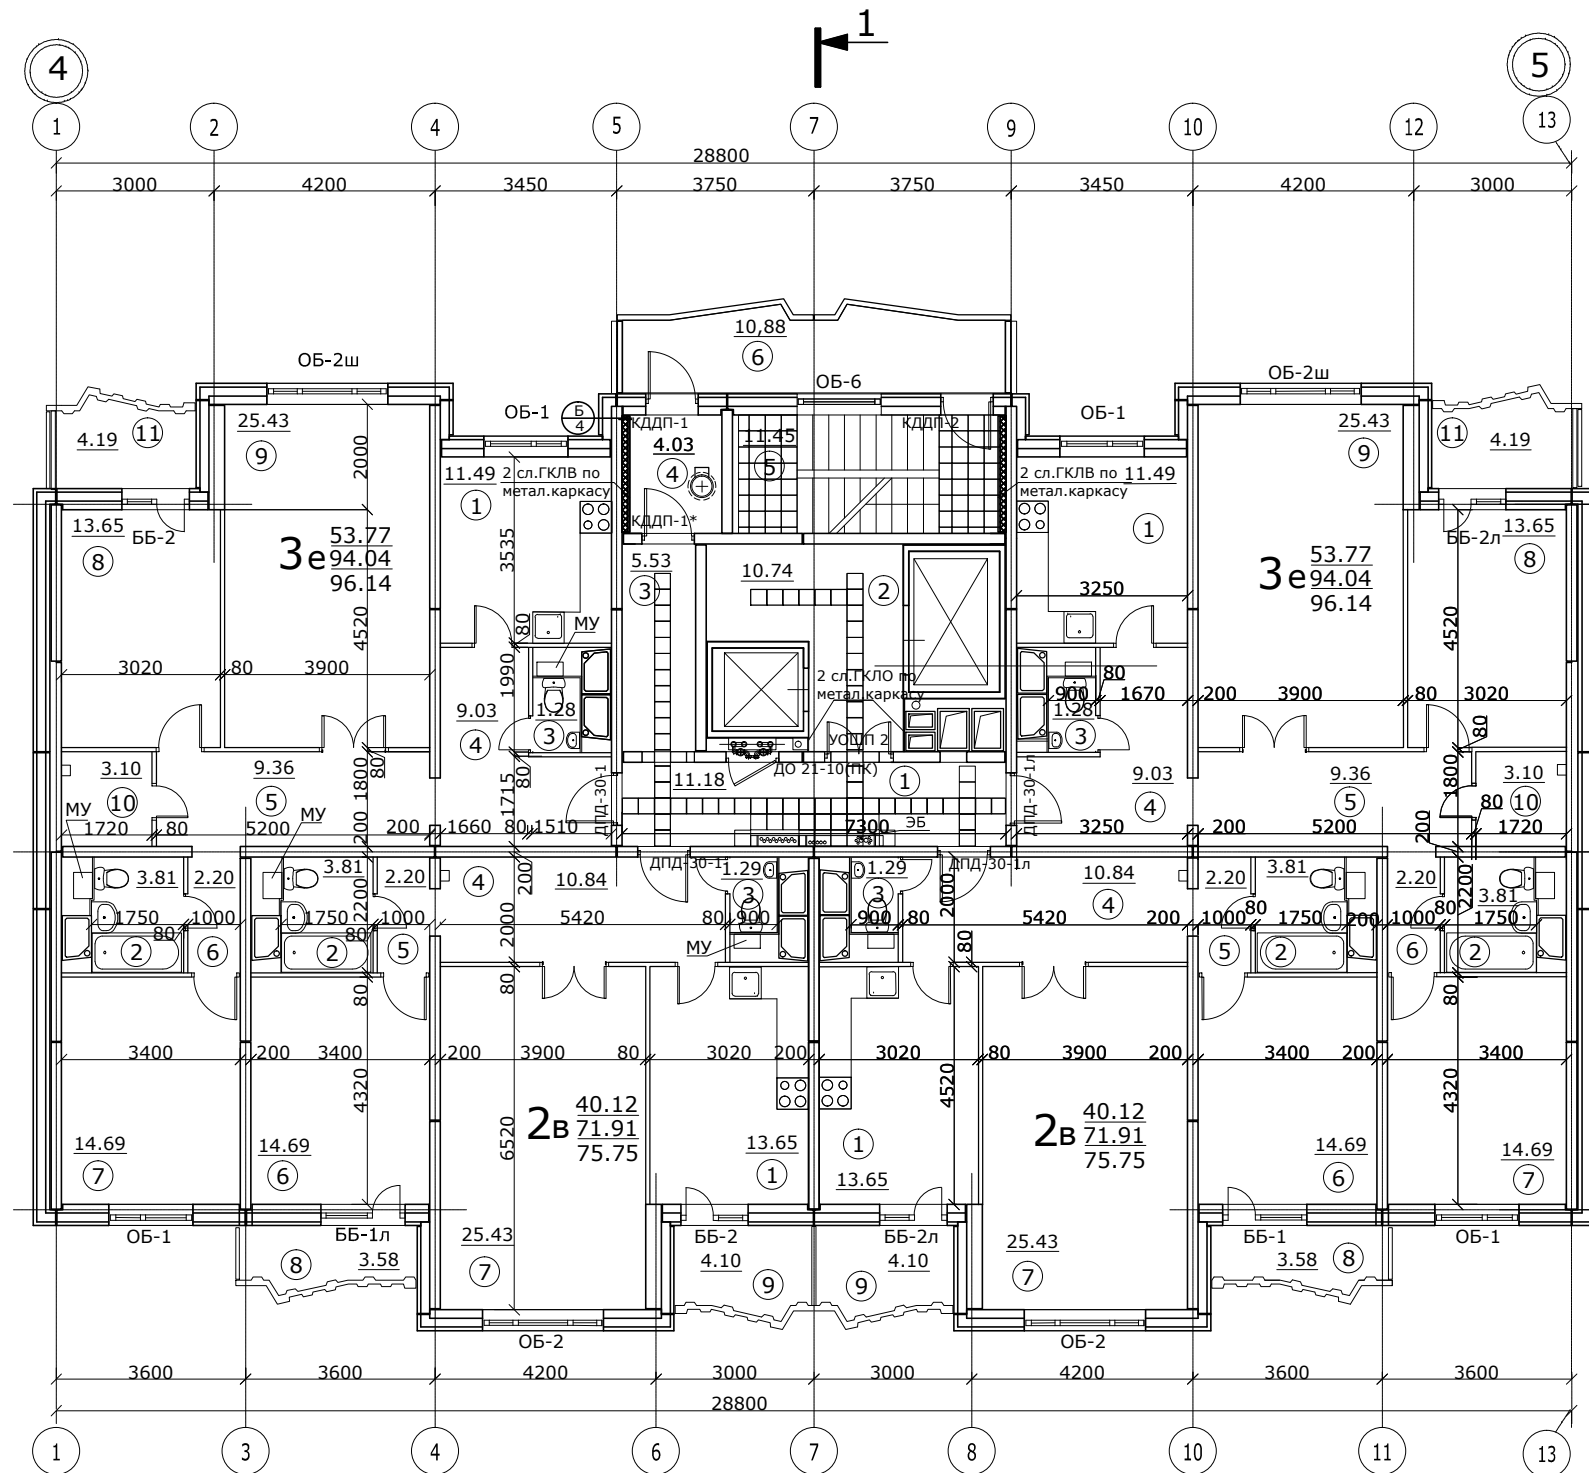 1
4 5
1 2 4 5 7 9 10 12 13
28800
3000 4200 3450 3750 3750 3450 4200 3000
10,88
6
ОБ-2ш ОБ-6 ОБ-2ш
ОБ-1 Б ОБ-1
4
4.19 11 25.43 КДДП-1 11.45 КДДП-2 25.43 11 4.19
9 2000 4.03 9
11.49 2 сл.ГКЛВ по 4 5 2 сл.ГКЛВ по 11.49
1 метал.каркасу метал.каркасу
13.65 ББ-2 КДДП-1* 1 ББ-2л 13.65
8 3е 53.77 3535 5.53 10.74 3е 53.77 8
94.04 3 2 94.04
96.14 3250 96.14
4520 80 МУ 4520
3020 80 3900 1990 2 сл.ГКЛО по 80
метал.каркасу 900 1670 200 3900 80 3020
9.03 1.28 1.28 80
4 3 УОЩП 2 3
3.10 9.36 80 80 ДО 21-10(ПК) 9.03 9.36 3.10
10 5 1800 1715 11.18 1 4 5 1800 10
МУ МУ ДПД-30-1 ДПД-30-1л 80
1720 80 5200 200 200 1660 80 1510 7300 ЭБ 3250 200 5200 200 1720
3.81 2.20 3.81 2.20 4 200 10.84 ДПД-30-1 1.29 1.29 ДПД-30-1л 10.84 2.20 3.81 2.20 3.81
2200 3 3 2000 4 2200
1750 1000 1750 1000 2000 5420 80 900 900 80 5420 200 1000 80 1750 200 1000 80 1750
80 80 МУ 80
2 6 2 5 5 2 6 2
80 80 80
3400 200 3400 200 3900 80 3020 200 3020 80 3900 200 3400 200 3400
4320 6520 2в 40.12 4520 2в 40.12 4320
71.91 71.91
75.75 75.75
14.69 14.69 13.65 1 14.69 14.69
7 6 1 13.65 6 7
ОБ-1 ББ-1л 25.43 ББ-2 ББ-2л 25.43 ББ-1 ОБ-1
8 3.58 7 4.10 9 9 4.10 7 3.58 8
ОБ-2 ОБ-2
3600 3600 4200 3000 3000 4200 3600 3600
28800
1 3 4 6 7 8 10 11 13